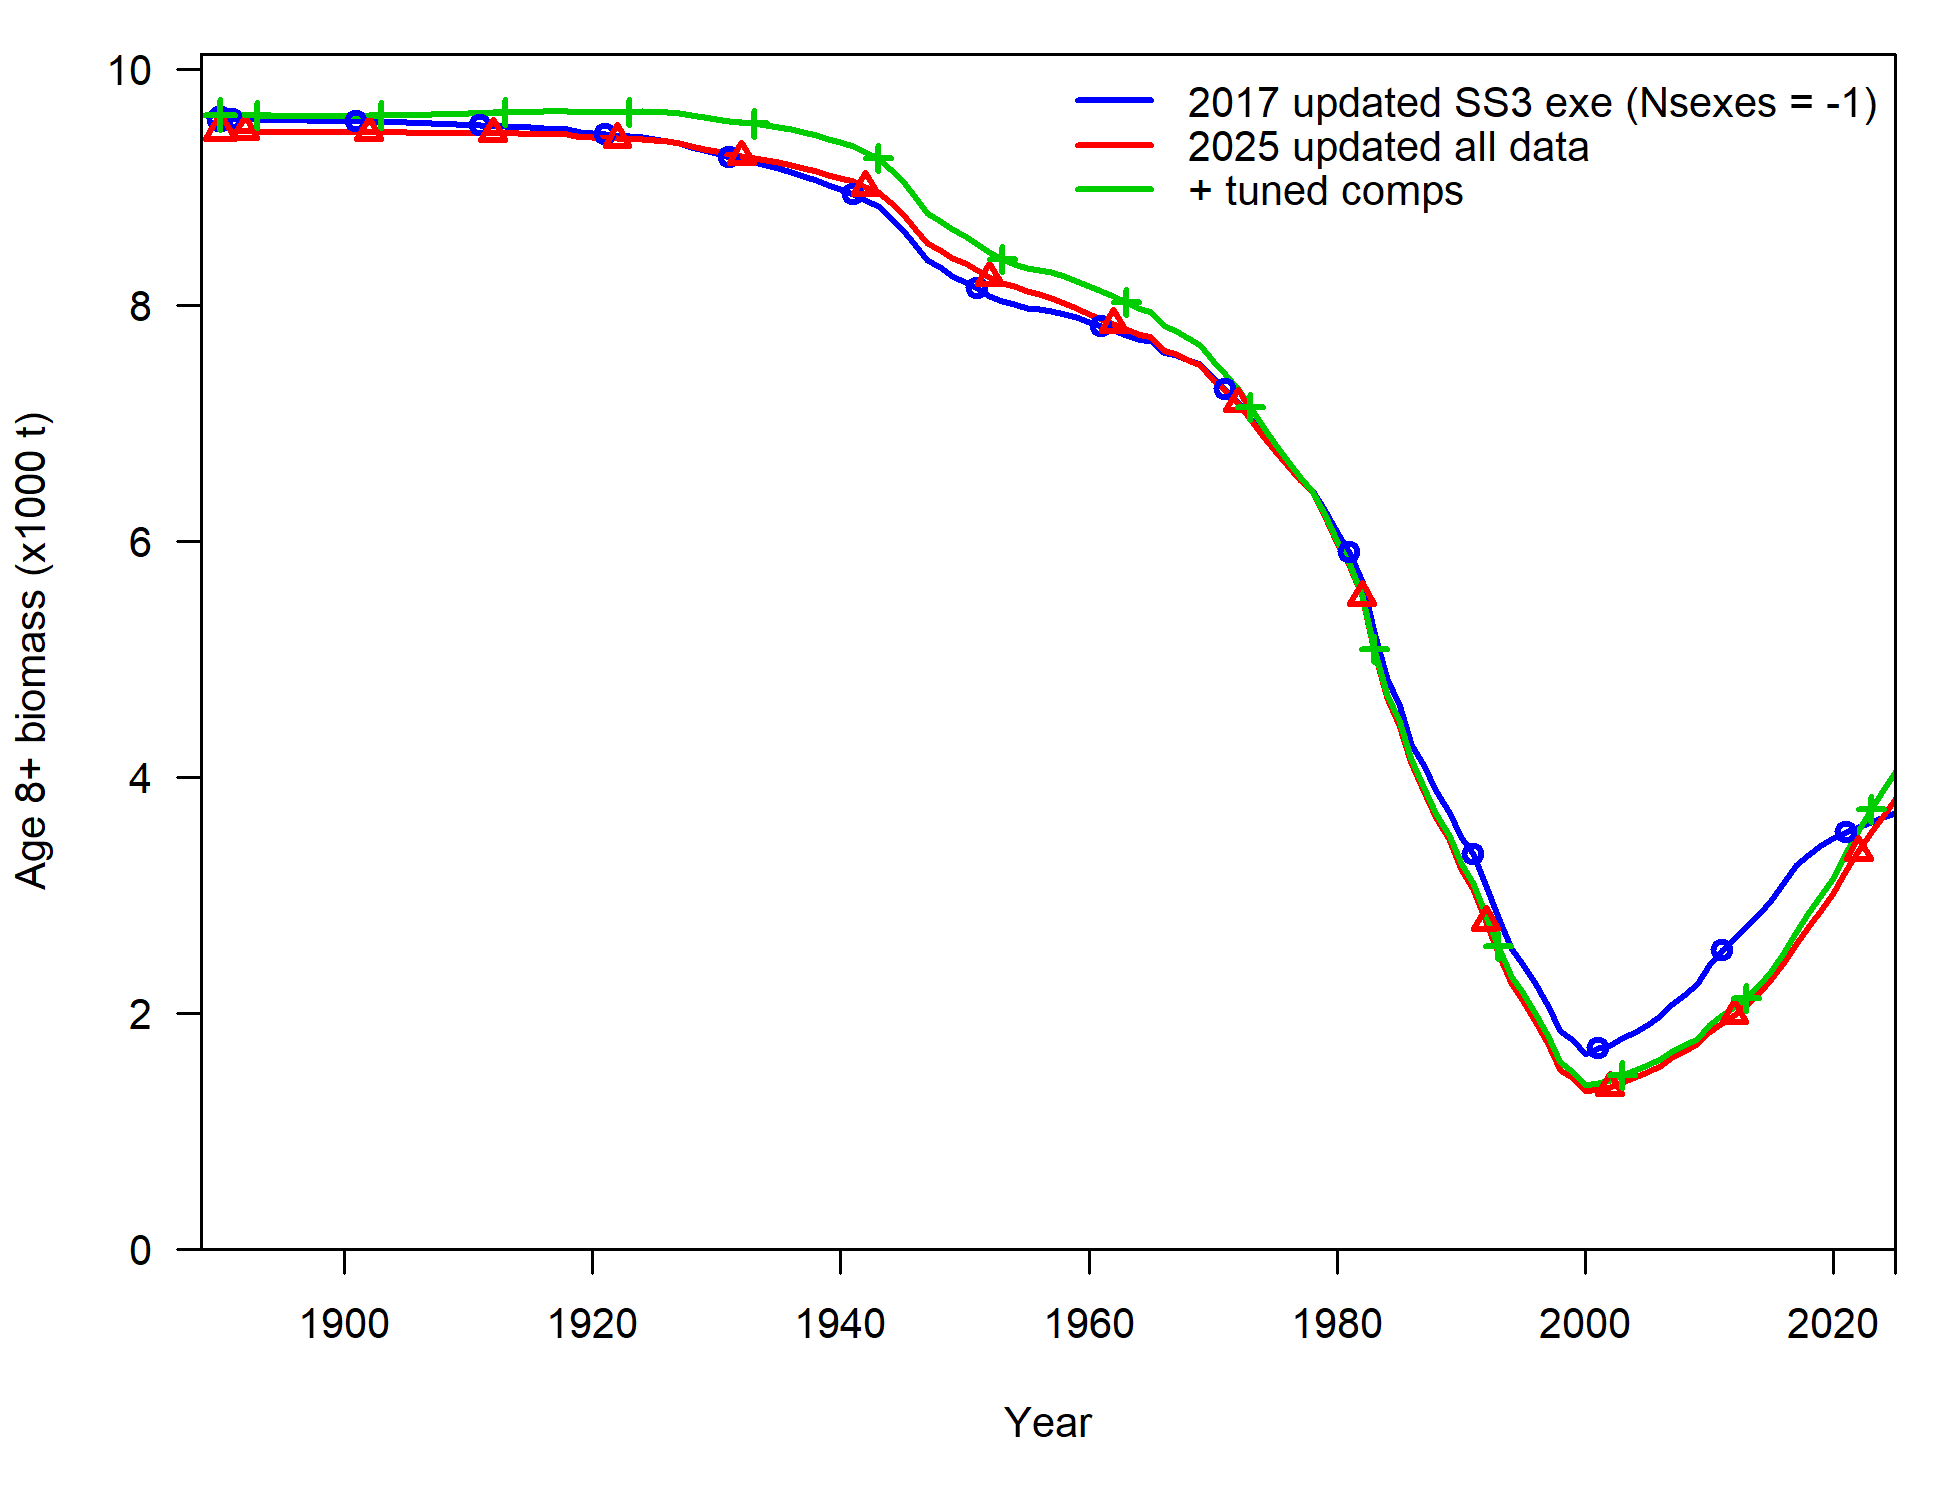 2017 updated SS3 exe (Nsexes = -1)
2025 updated all data
+ tuned comps
Age 8+ biomass (x1000 t)
10
8
6
4
2
0
1900 1920 1940 1960 1980 2000 2020
Year